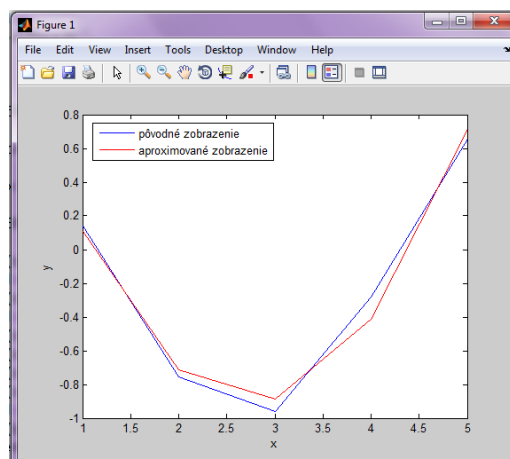 Figure 1
File Edit View Insert Tools Desktop Window Help
0.8
0.6
0.4
0.2
0
-0.2
-0.4
-0.6
-0.8
-1
y
pôvodné zobrazenie
aproximované zobrazenie
1 1.5 2 2.5 3 3.5 4 4.5 5
x